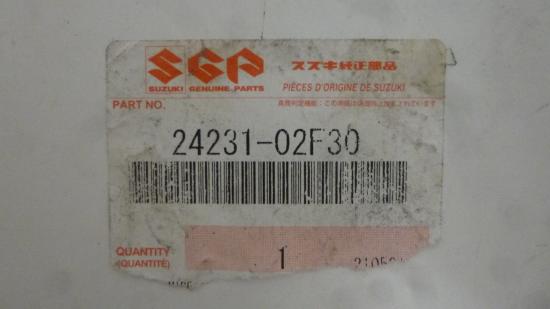 SGP スズキ純正部品
SUZUKI GENUINE PARTS PIÈCES D'ORIGINE DE SUZUKI
PART NO.
24231-02F30
QUANTITY 1
(QUANTITÉ)